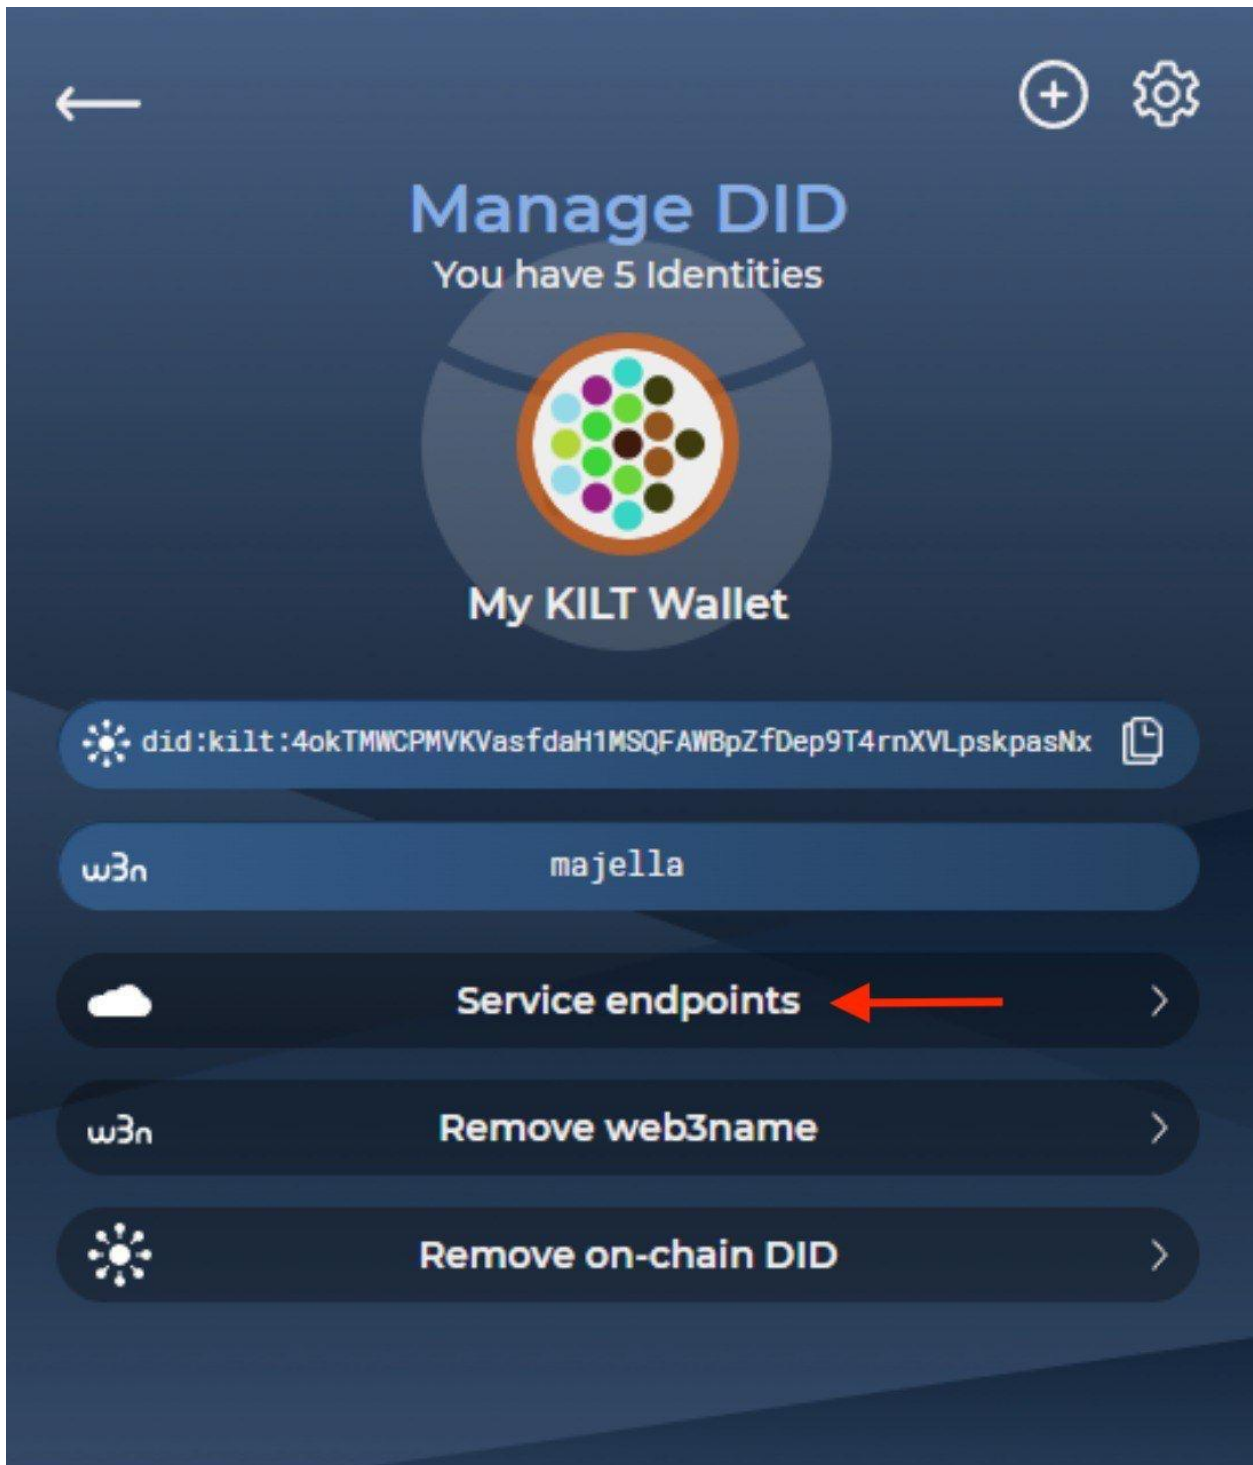 Manage DID
You have 5 Identities
My KILT Wallet
did:kilt:4okTMWCPMVKVasfdaH1MSQFAWBpZfDep9T4rnXVLpskpasNx
w3n majella
Service endpoints
w3n Remove web3name
Remove on-chain DID